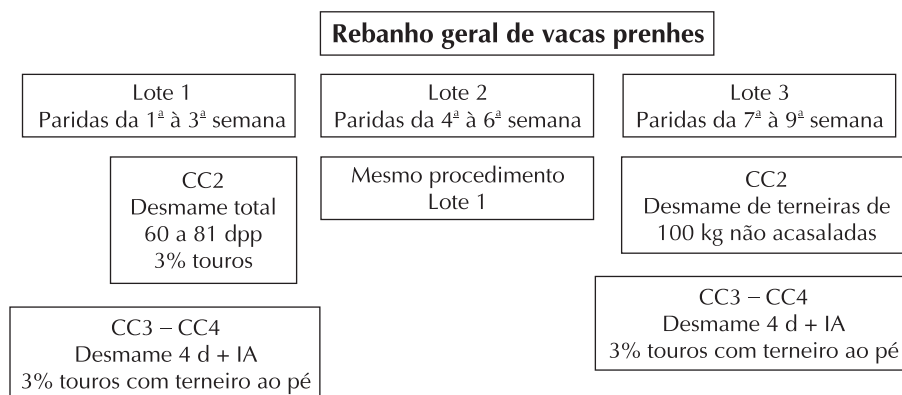 Rebanho geral de vacas prenhes
Lote 1
Paridas da 1ª à 3ª semana
Lote 2
Paridas da 4ª à 6ª semana
Lote 3
Paridas da 7ª à 9ª semana
CC2
Desmame total
60 a 81 dpp
3% touros
Mesmo procedimento
Lote 1
CC2
Desmame de terneiras de
100 kg não acasaladas
CC3 – CC4
Desmame 4 d + IA
3% touros com terneiro ao pé
CC3 – CC4
Desmame 4 d + IA
3% touros com terneiro ao pé